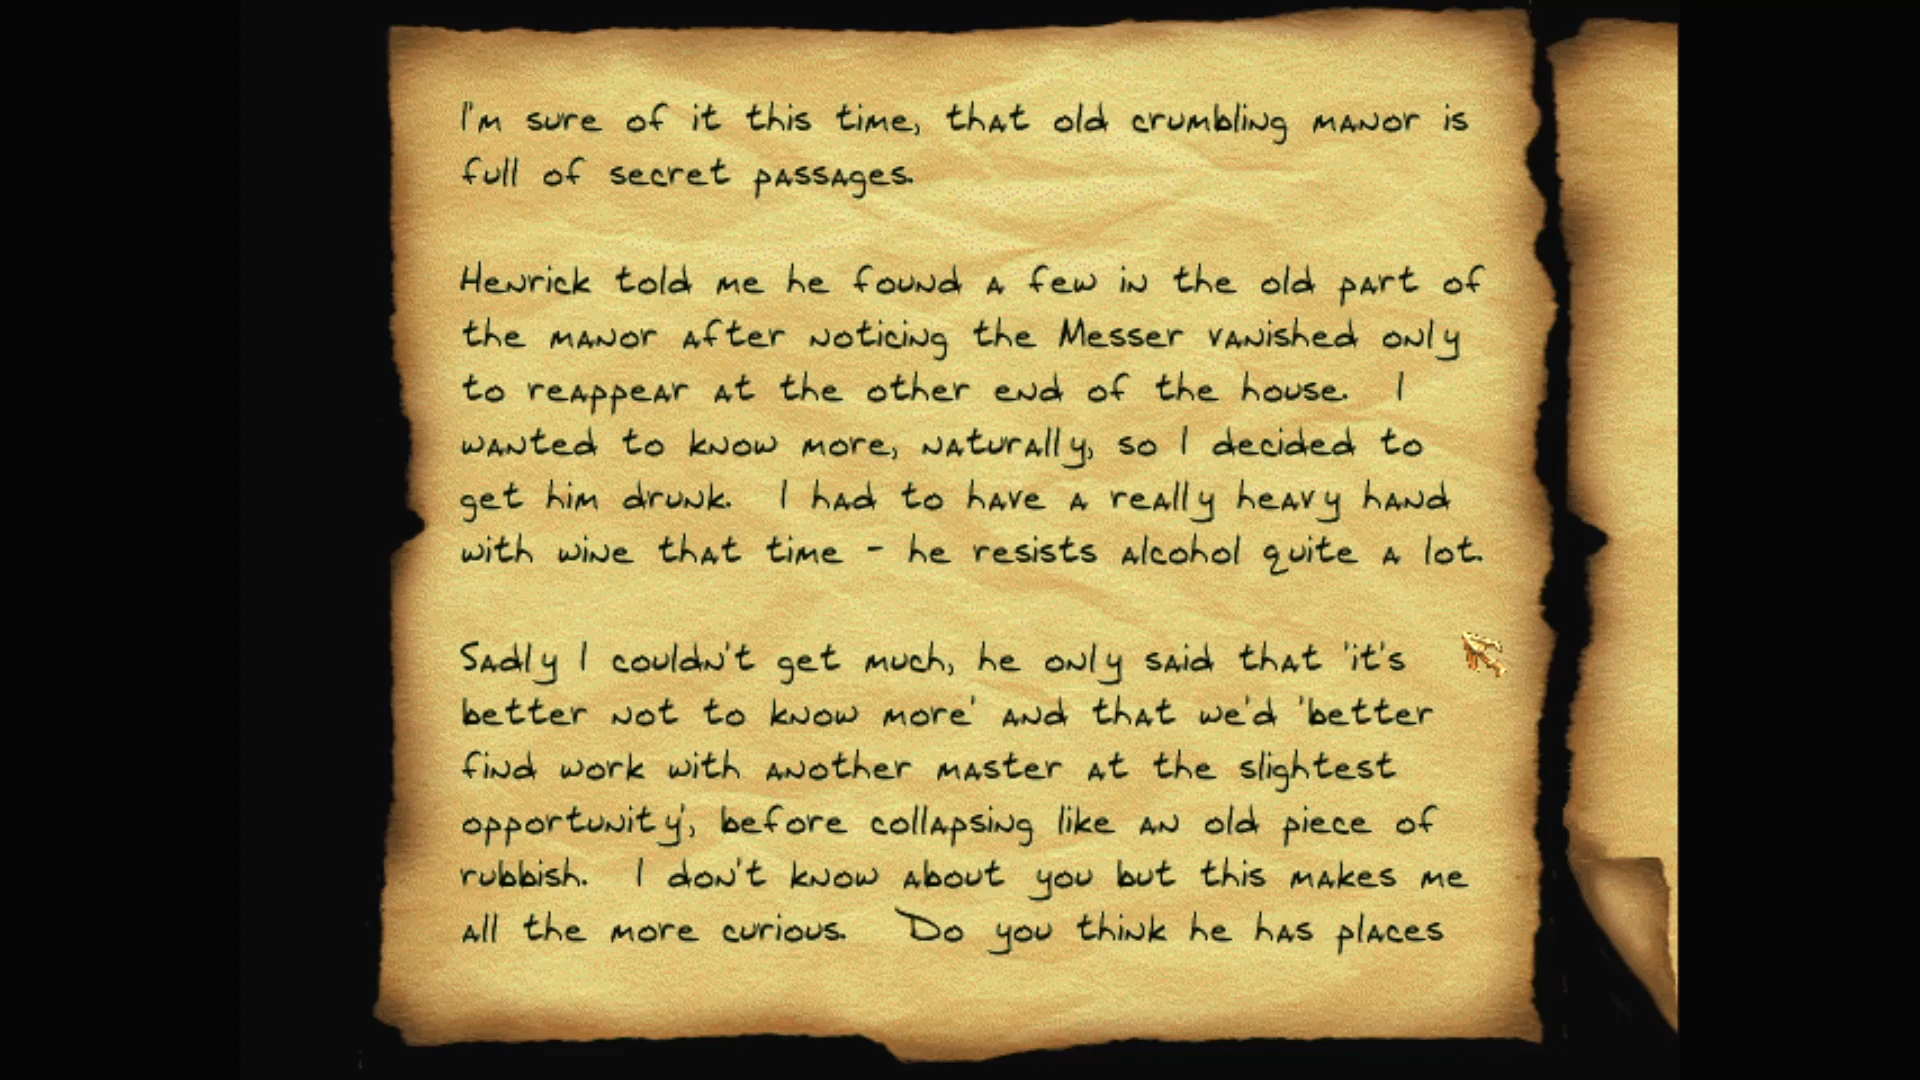 I'm sure of it this time, that old crumbling manor is
full of secret passages.
Henrick told me he found a few in the old part of
the manor after noticing the Messer vanished only
to reappear at the other end of the house. I
wanted to know more, naturally, so I decided to
get him drunk. I had to have a really heavy hand
with wine that time - he resists alcohol quite a lot.
Sadly I couldn't get much, he only said that 'it's
better not to know more' and that we'd 'better
find work with another master at the slightest
opportunity', before collapsing like an old piece of
rubbish. I don't know about you but this makes me
all the more curious. Do you think he has places